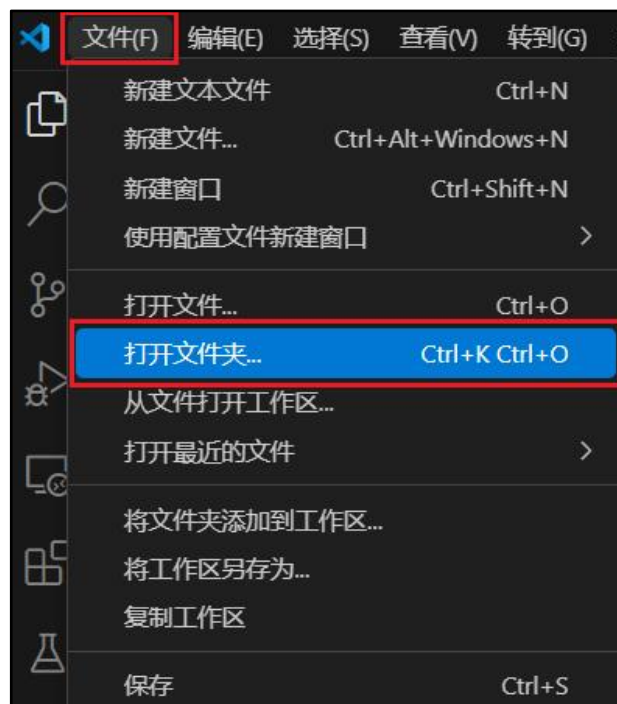 文件(F) 编辑(E) 选择(S) 查看(V) 转到(G)
新建文本文件 Ctrl+N
新建文件... Ctrl+Alt+Windows+N
新建窗口 Ctrl+Shift+N
使用配置文件新建窗口 >
打开文件... Ctrl+O
打开文件夹... Ctrl+K Ctrl+O
从文件打开工作区...
打开最近的文件 >
将文件夹添加到工作区...
将工作区另存为...
复制工作区
保存 Ctrl+S